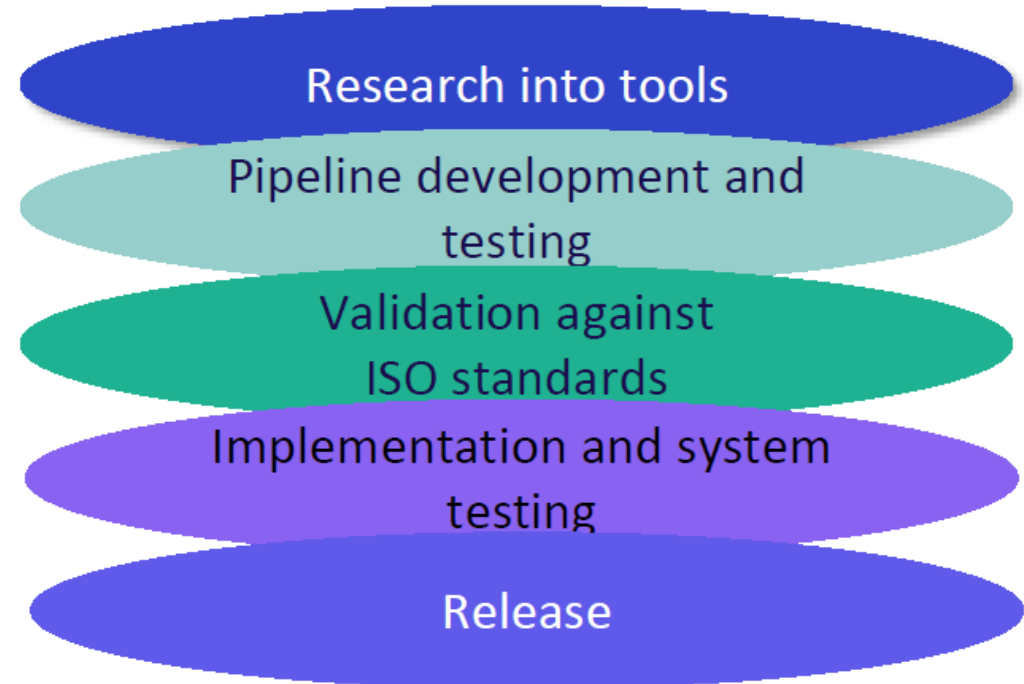 Research into tools
Pipeline development and
testing
Validation against
ISO standards
Implementation and system
testing
Release